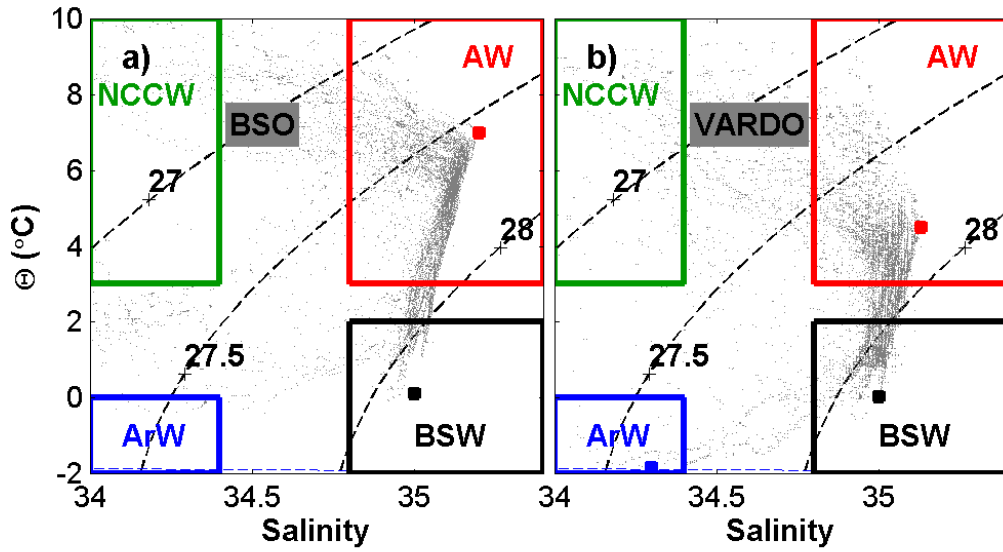 10
8
6
4
2
0
-2
Θ (°C)
a)
NCCW
AW
BSO
27
28
27.5
ArW
BSW
34
34.5
35
Salinity
b)
NCCW
AW
VARDO
27
28
27.5
ArW
BSW
34
34.5
35
Salinity